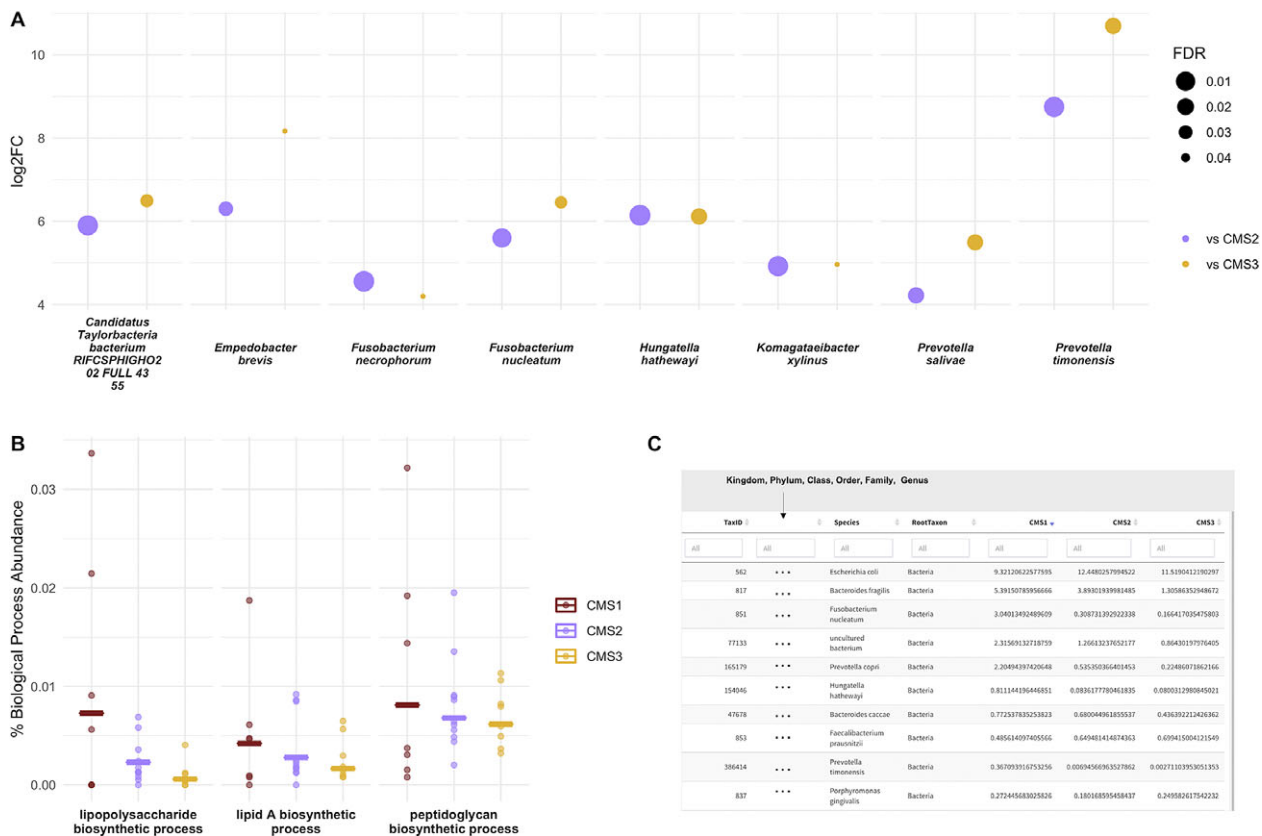 A
log2FC
10
8
6
4
Candidatus
Taylorbacteria
bacterium
RIFCSPHIGHO2
02 FULL 43
55
Empedobacter
brevis
Fusobacterium
necrophorum
Fusobacterium
nucleatum
Hungatella
hathewayi
Komagataeibacter
xylinus
Prevotella
salivae
Prevotella
timonensis
FDR
0.01
0.02
0.03
0.04
vs CMS2
vs CMS3
B
% Biological Process Abundance
0.03
0.02
0.01
0.00
lipopolysaccharide
biosynthetic process
lipid A biosynthetic
process
peptidoglycan
biosynthetic process
CMS1
CMS2
CMS3
C
Kingdom, Phylum, Class, Order, Family, Genus
TaxID Species RootTaxon CMS1 CMS2 CMS3
All All All All All All All
562 ... Escherichia coli Bacteria 9.32120622577595 12.4480257994522 11.5190412190297
817 ... Bacteroides fragilis Bacteria 5.39150785956666 3.89301939981485 1.30586352948672
851 ... Fusobacterium
nucleatum Bacteria 3.04013492489609 0.308731392922338 0.166417035475803
77133 ... uncultured
bacterium Bacteria 2.31569132718759 1.26613237652177 0.86430197976405
165179 ... Prevotella copri Bacteria 2.20494397420648 0.535350366401453 0.22486071862166
154046 ... Hungatella
hathewayi Bacteria 0.811144196446851 0.0836177780461835 0.0800312980845021
47678 ... Bacteroides caccae Bacteria 0.772537835253823 0.680044961855537 0.436392212426362
853 ... Faecalibacterium
prausnitzii Bacteria 0.485614097405566 0.649481414874363 0.699415004121549
386414 ... Prevotella
timonensis Bacteria 0.367093916753256 0.00694566963527862 0.00271103953051353
837 ... Porphyromonas
gingivalis Bacteria 0.272445683025826 0.180168595458437 0.249582617542232